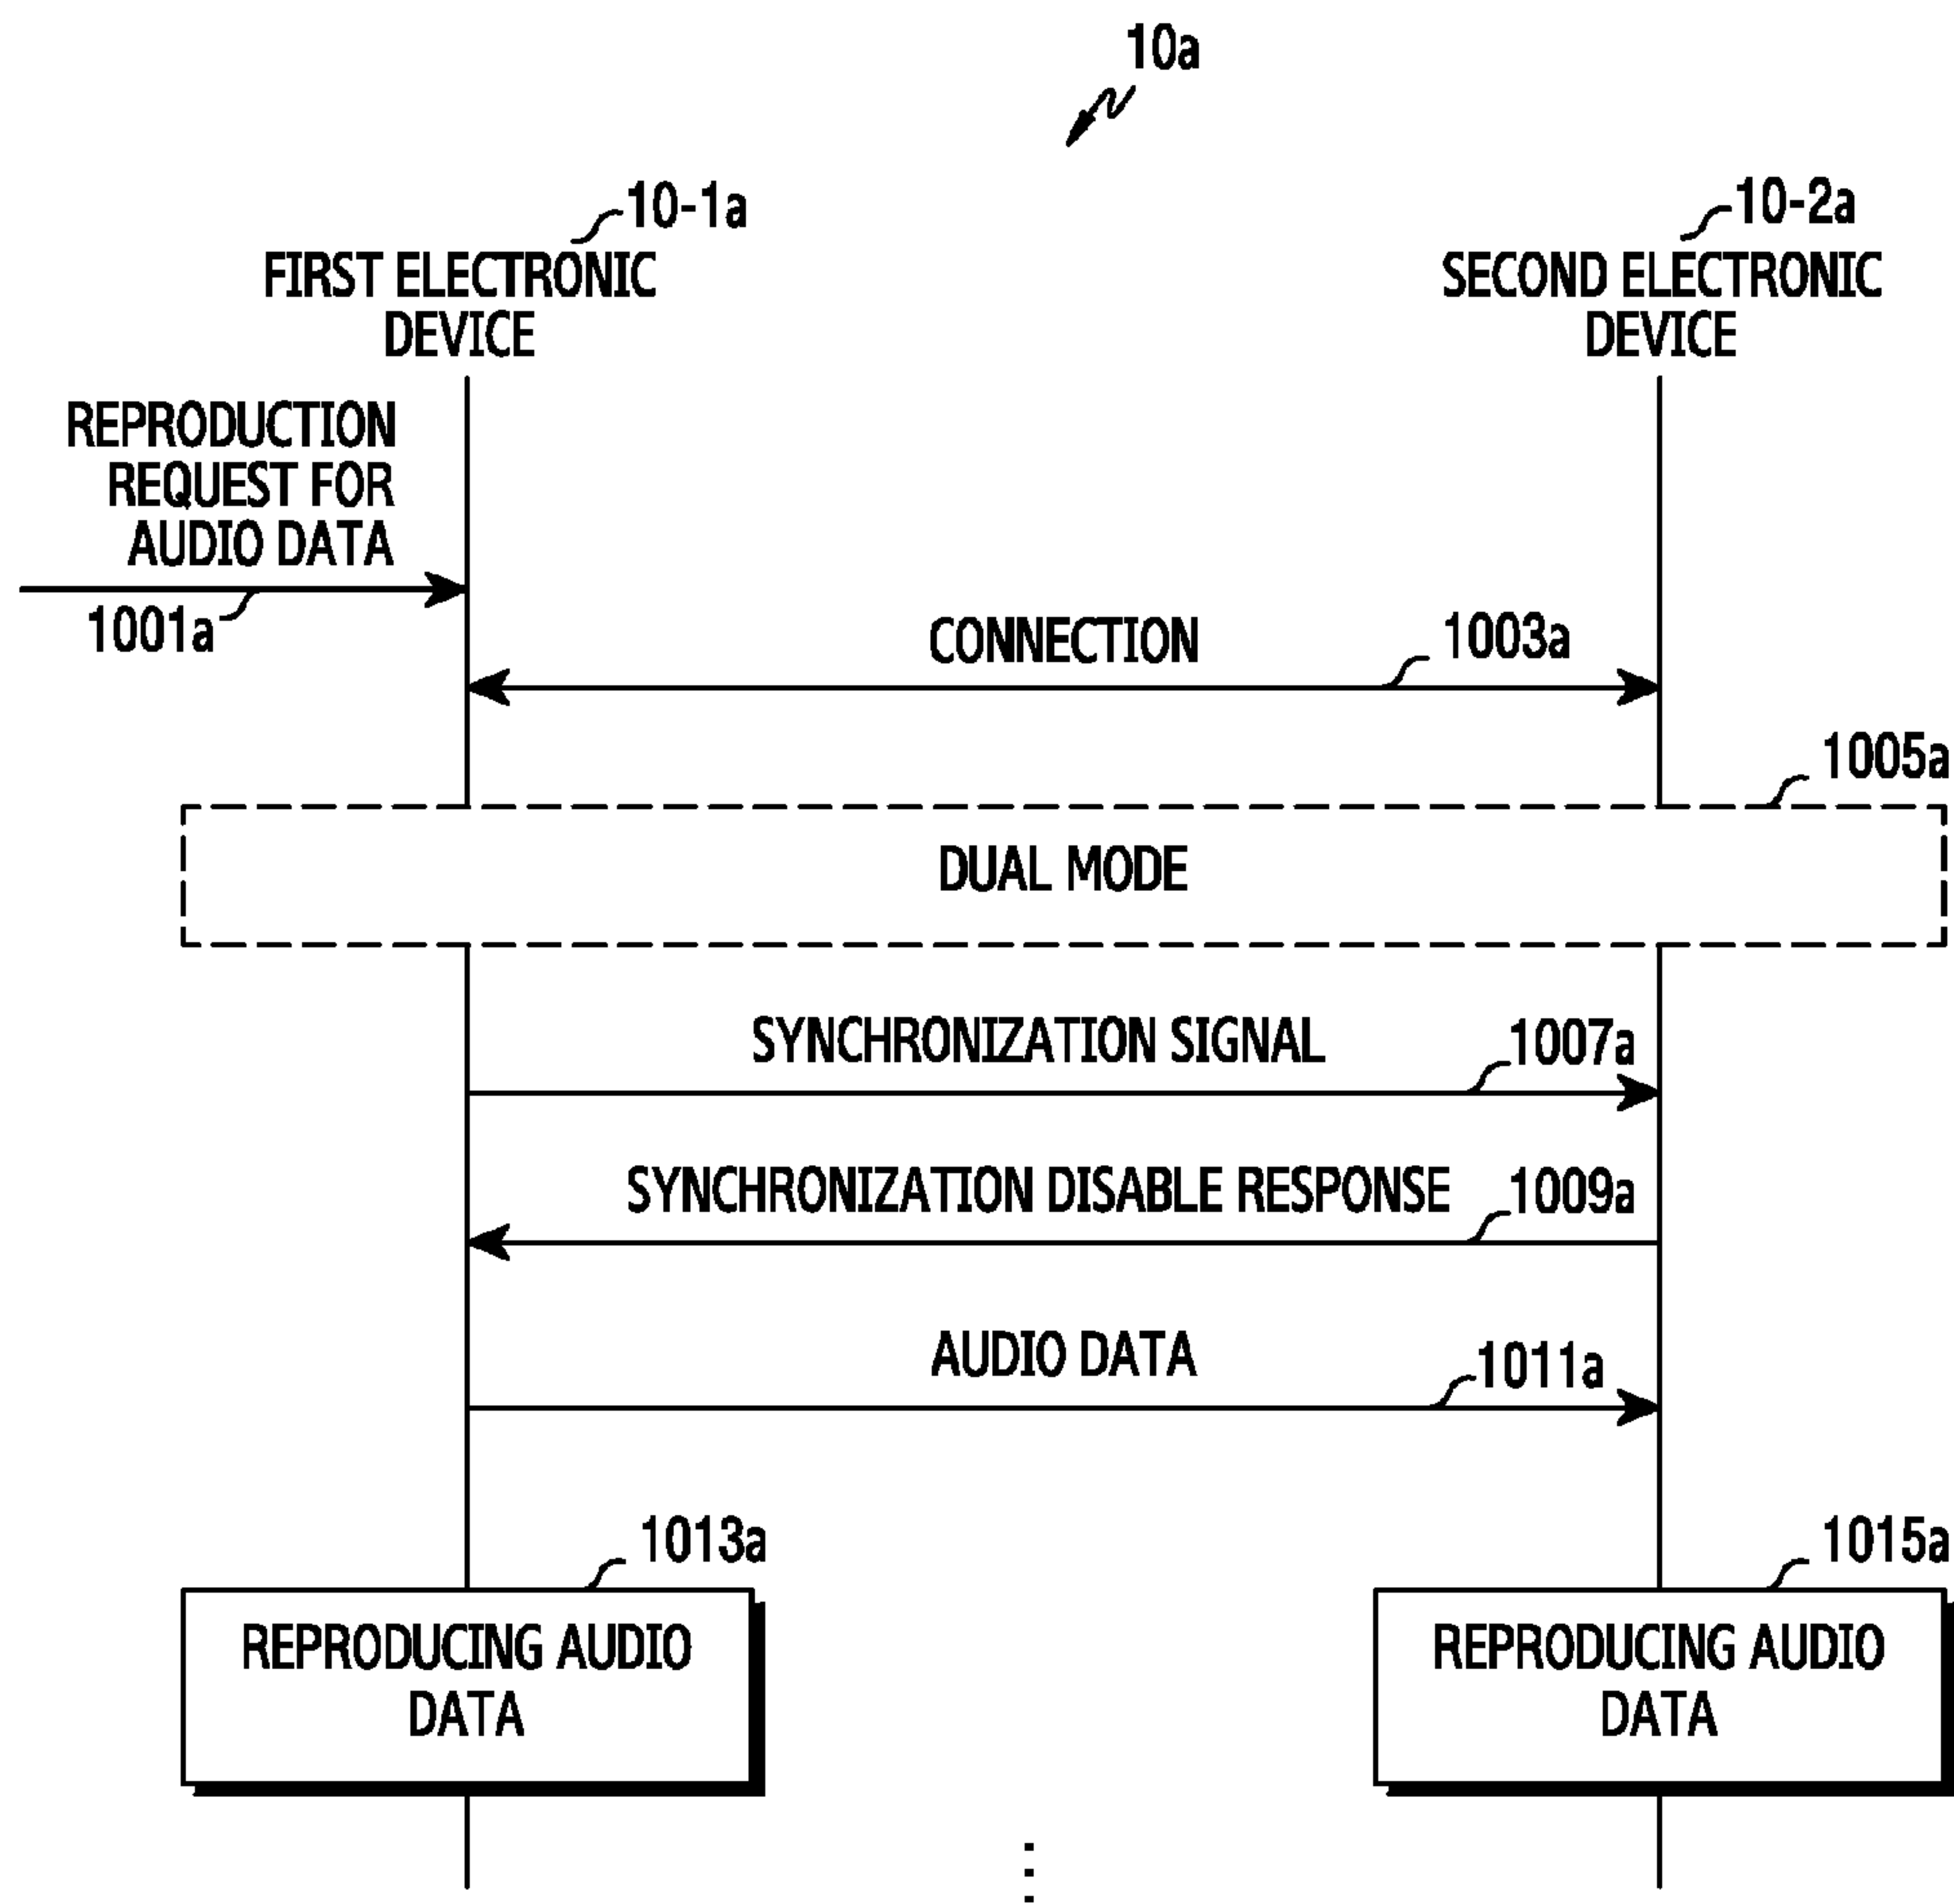 10a
10-1a
10-2a
FIRST ELECTRONIC
DEVICE
SECOND ELECTRONIC
DEVICE
REPRODUCTION
REQUEST FOR
AUDIO DATA
1001a
CONNECTION
1003a
1005a
DUAL MODE
SYNCHRONIZATION SIGNAL
1007a
SYNCHRONIZATION DISABLE RESPONSE
1009a
AUDIO DATA
1011a
1013a
1015a
REPRODUCING AUDIO
DATA
REPRODUCING AUDIO
DATA